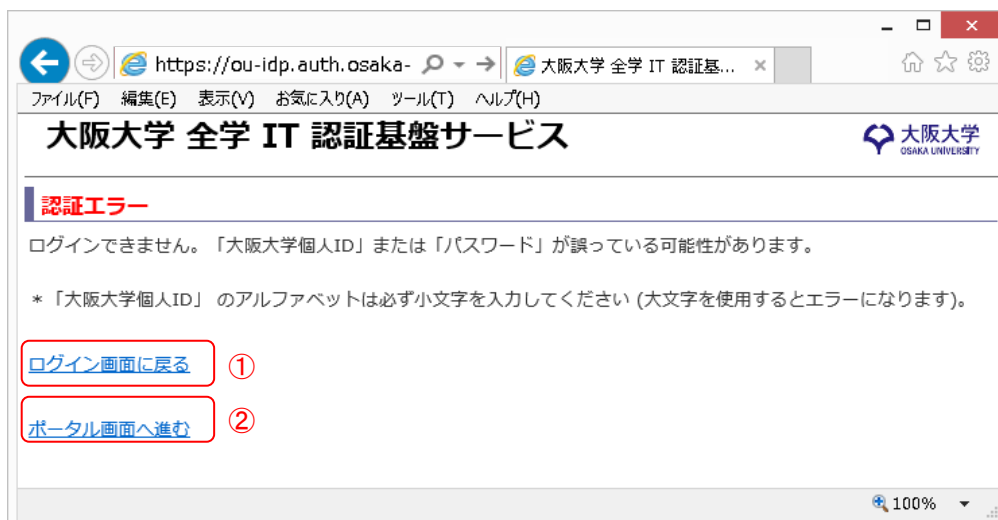 https://ou-idp.auth.osaka-
大阪大学 全学 IT 認証基...
ファイル(F) 編集(E) 表示(V) お気に入り(A) ツール(T) ヘルプ(H)
大阪大学 全学 IT 認証基盤サービス
大阪大学
OSAKA UNIVERSITY
認証エラー
ログインできません。「大阪大学個人ID」または「パスワード」が誤っている可能性があります。
*「大阪大学個人ID」 のアルファベットは必ず小文字を入力してください (大文字を使用するとエラーになります)。
ログイン画面に戻る ①
ポータル画面へ進む ②
100%